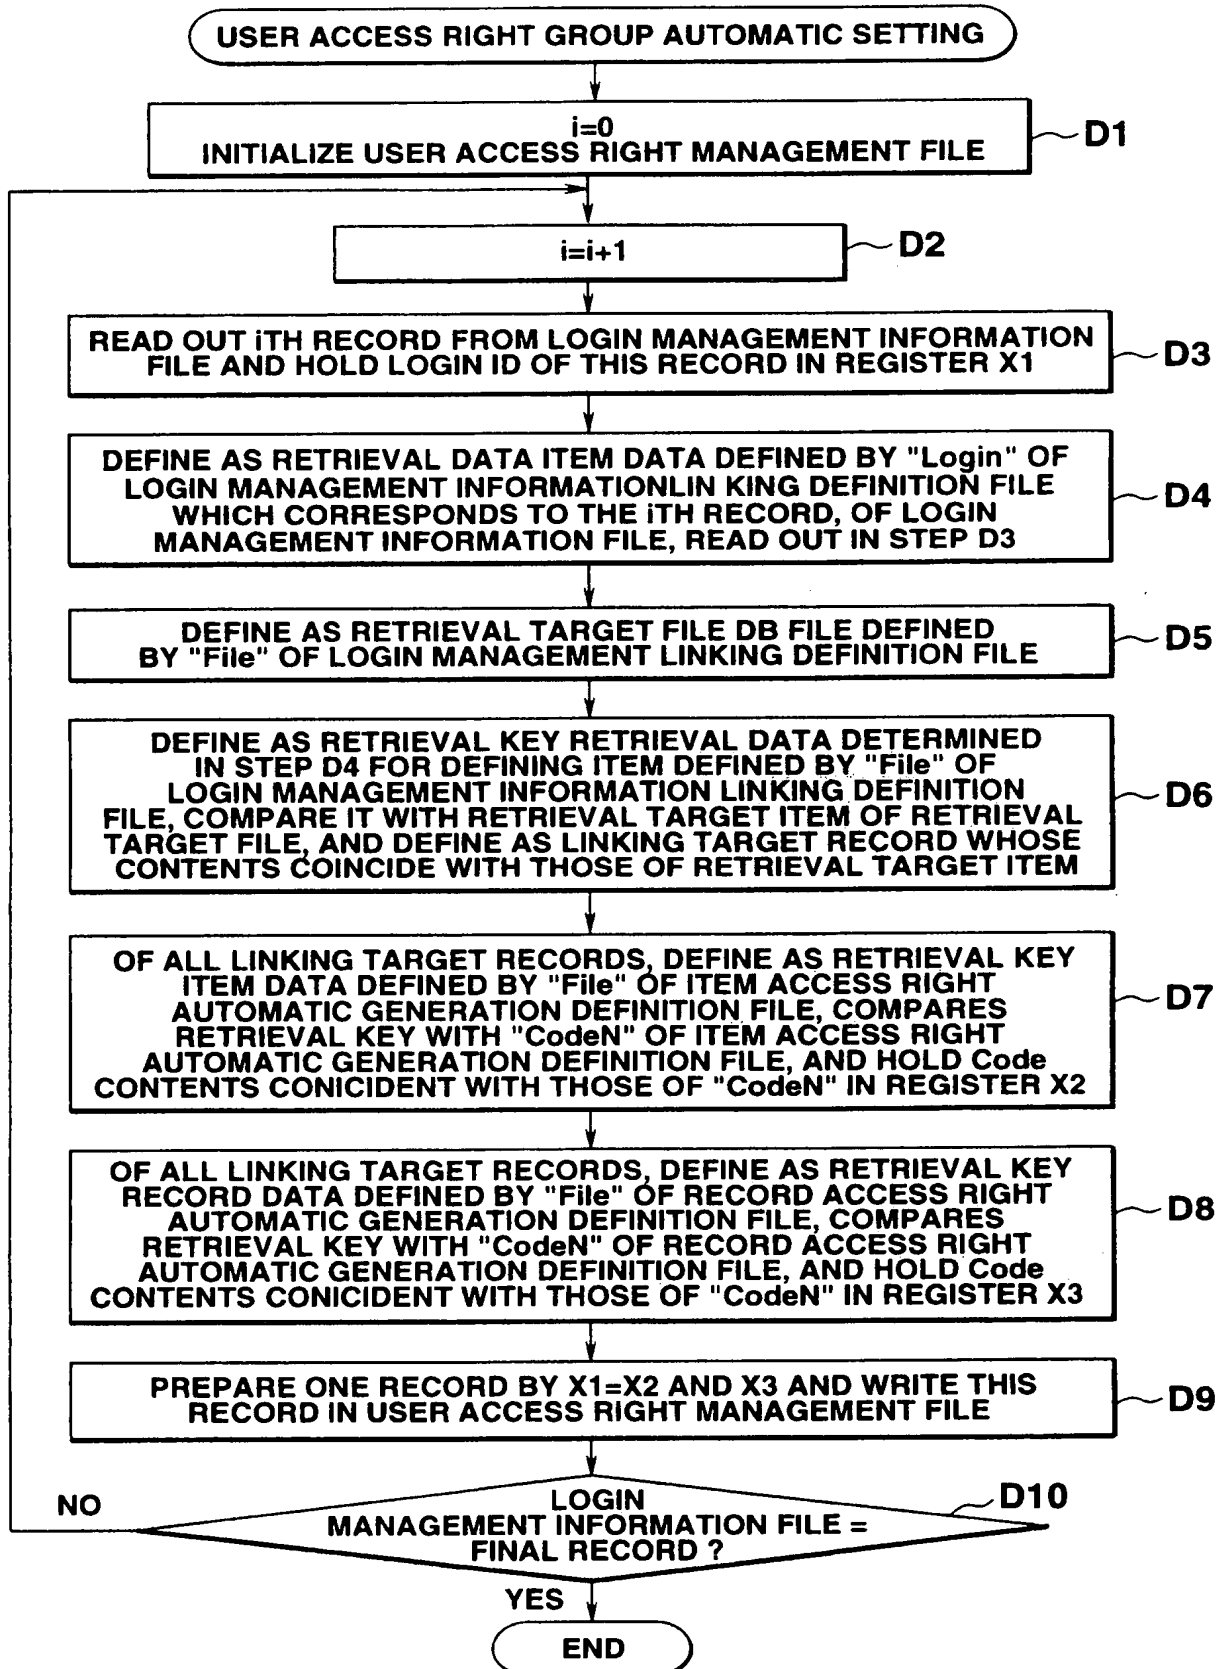 USER ACCESS RIGHT GROUP AUTOMATIC SETTING
i=0
INITIALIZE USER ACCESS RIGHT MANAGEMENT FILE
D1
i=i+1
D2
READ OUT iTH RECORD FROM LOGIN MANAGEMENT INFORMATION
FILE AND HOLD LOGIN ID OF THIS RECORD IN REGISTER X1
D3
DEFINE AS RETRIEVAL DATA ITEM DATA DEFINED BY "Login" OF
LOGIN MANAGEMENT INFORMATIONLIN KING DEFINITION FILE
WHICH CORRESPONDS TO THE iTH RECORD, OF LOGIN
MANAGEMENT INFORMATION FILE, READ OUT IN STEP D3
D4
DEFINE AS RETRIEVAL TARGET FILE DB FILE DEFINED
BY "File" OF LOGIN MANAGEMENT LINKING DEFINITION FILE
D5
DEFINE AS RETRIEVAL KEY RETRIEVAL DATA DETERMINED
IN STEP D4 FOR DEFINING ITEM DEFINED BY "File" OF
LOGIN MANAGEMENT INFORMATION LINKING DEFINITION
FILE, COMPARE IT WITH RETRIEVAL TARGET ITEM OF RETRIEVAL
TARGET FILE, AND DEFINE AS LINKING TARGET RECORD WHOSE
CONTENTS COINCIDE WITH THOSE OF RETRIEVAL TARGET ITEM
D6
OF ALL LINKING TARGET RECORDS, DEFINE AS RETRIEVAL KEY
ITEM DATA DEFINED BY "File" OF ITEM ACCESS RIGHT
AUTOMATIC GENERATION DEFINITION FILE, COMPARES
RETRIEVAL KEY WITH "CodeN" OF ITEM ACCESS RIGHT
AUTOMATIC GENERATION DEFINITION FILE, AND HOLD Code
CONTENTS CONICIDENT WITH THOSE OF "CodeN" IN REGISTER X2
D7
OF ALL LINKING TARGET RECORDS, DEFINE AS RETRIEVAL KEY
RECORD DATA DEFINED BY "File" OF RECORD ACCESS RIGHT
AUTOMATIC GENERATION DEFINITION FILE, COMPARES
RETRIEVAL KEY WITH "CodeN" OF RECORD ACCESS RIGHT
AUTOMATIC GENERATION DEFINITION FILE, AND HOLD Code
CONTENTS CONICIDENT WITH THOSE OF "CodeN" IN REGISTER X3
D8
PREPARE ONE RECORD BY X1=X2 AND X3 AND WRITE THIS
RECORD IN USER ACCESS RIGHT MANAGEMENT FILE
D9
NO
LOGIN
MANAGEMENT INFORMATION FILE =
FINAL RECORD ?
D10
YES
END